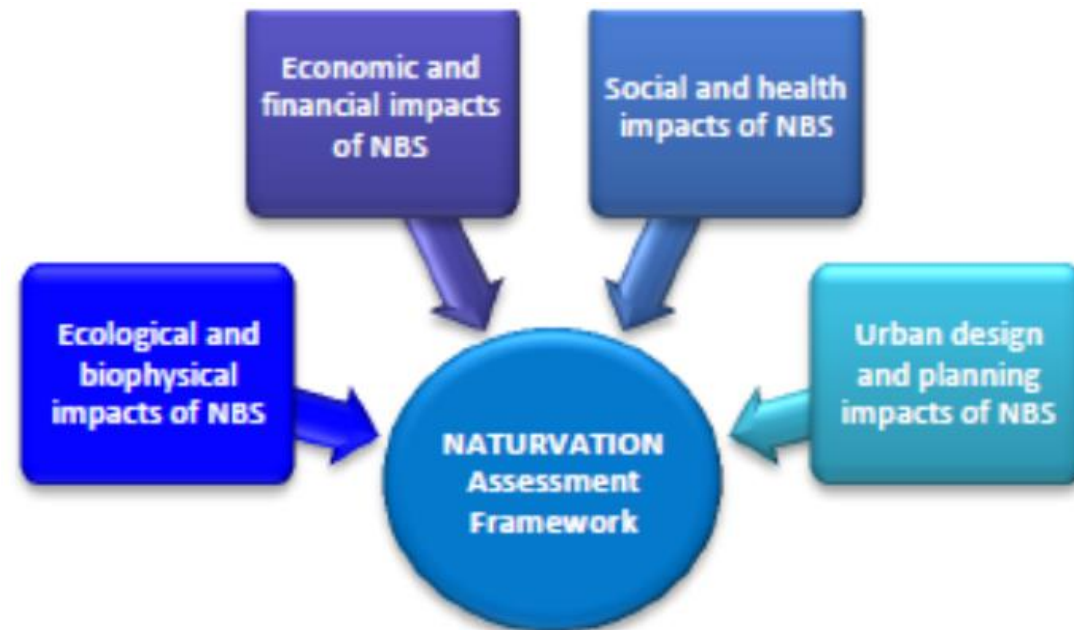 Economic and
financial impacts
of NBS
Social and health
impacts of NBS
Ecological and
biophysical
impacts of NBS
Urban design
and planning
impacts of NBS
NATURVATION
Assessment
Framework